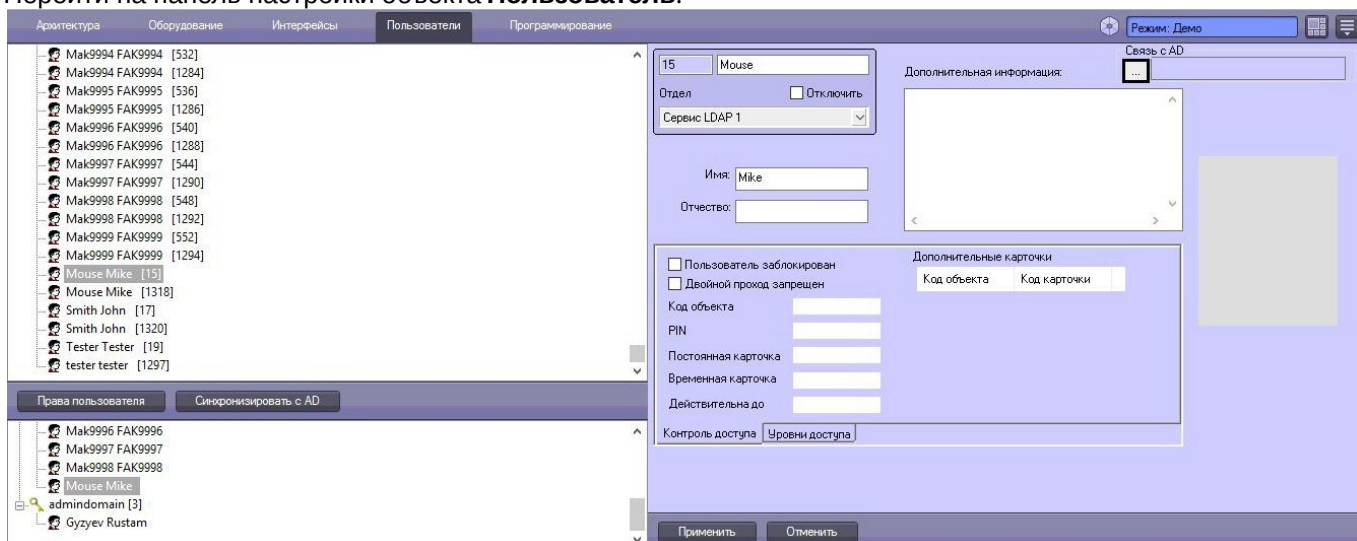 Перейти на панель настройки объекта Пользователь.
Архитектура Оборудование Интерфейсы Пользователи Программирование Режим: Демо
Mak9994 FAK9994 [532]
Mak9994 FAK9994 [1284]
Mak9995 FAK9995 [536]
Mak9995 FAK9995 [1286]
Mak9996 FAK9996 [540]
Mak9996 FAK9996 [1288]
Mak9997 FAK9997 [544]
Mak9997 FAK9997 [1290]
Mak9998 FAK9998 [548]
Mak9998 FAK9998 [1292]
Mak9999 FAK9999 [552]
Mak9999 FAK9999 [1294]
Mouse Mike [15]
Mouse Mike [1318]
Smith John [17]
Smith John [1320]
Tester Tester [19]
tester tester [1297]
Права пользователя Синхронизировать с AD
Mak9996 FAK9996
Mak9997 FAK9997
Mak9998 FAK9998
Mouse Mike
admindomain [3]
Gyzyev Rustam
15 Mouse
Отдел Отключить
Сервис LDAP 1
Имя: Mike
Отчество:
Дополнительная информация:
Связь с AD
...
Пользователь заблокирован
Двойной проход запрещен
Код объекта
PIN
Постоянная карточка
Временная карточка
Действительна до
Дополнительные карточки
Код объекта Код карточки
Контроль доступа Уровни доступа
Применить Отменить